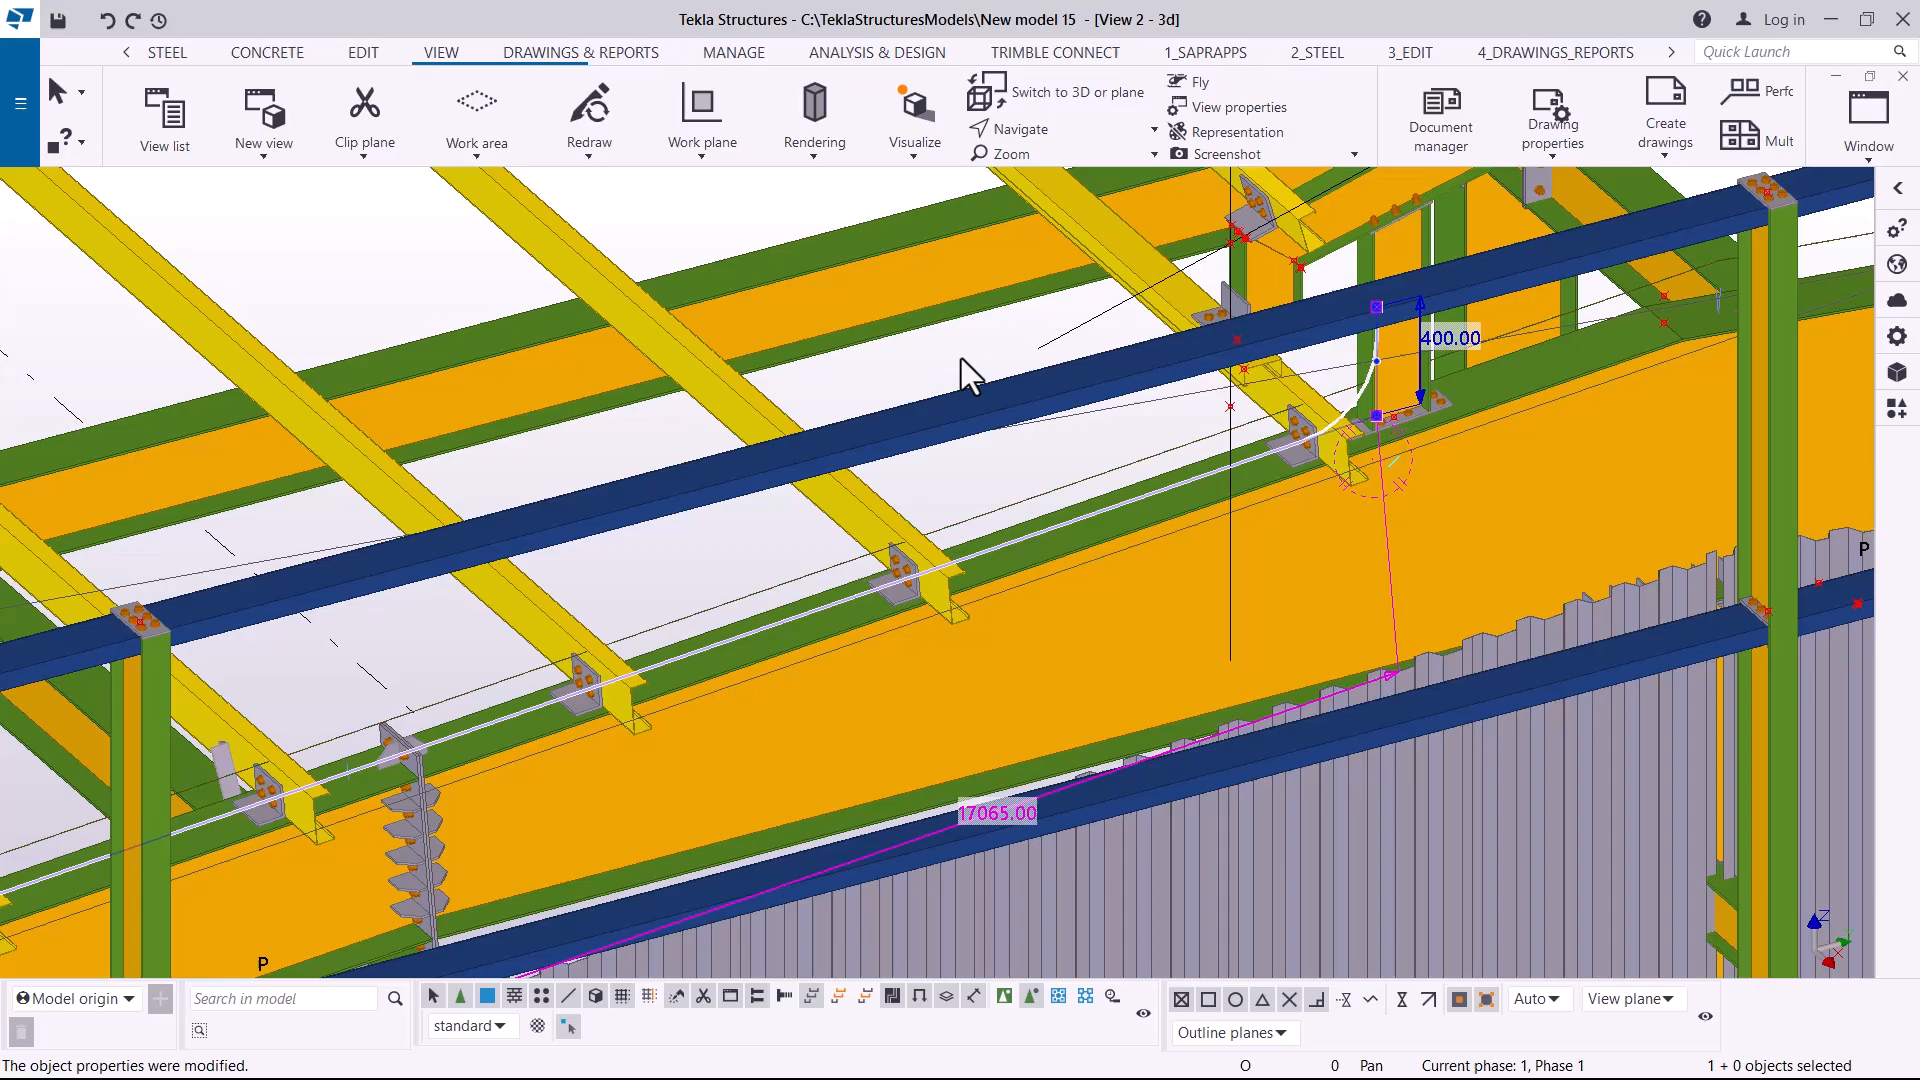 Tekla Structures - C:\TeklaStructuresModels\New model 15 - [View 2 - 3d]
Log in
STEEL CONCRETE EDIT VIEW DRAWINGS & REPORTS MANAGE ANALYSIS & DESIGN TRIMBLE CONNECT 1_SAPRAPPS 2_STEEL 3_EDIT 4_DRAWINGS_REPORTS Quick Launch
View list
New view
Clip plane
Work area
Redraw
Work plane
Rendering
Visualize
Switch to 3D or plane
Navigate
Zoom
Fly
View properties
Representation
Screenshot
Document
manager
Drawing
properties
Create
drawings
Perfc
Mult
Window
400.00
P
17065.00
P
Z
Model origin
Search in model
standard
Auto
View plane
Outline planes
The object properties were modified.
O 0 Pan Current phase: 1, Phase 1 1 + 0 objects selected